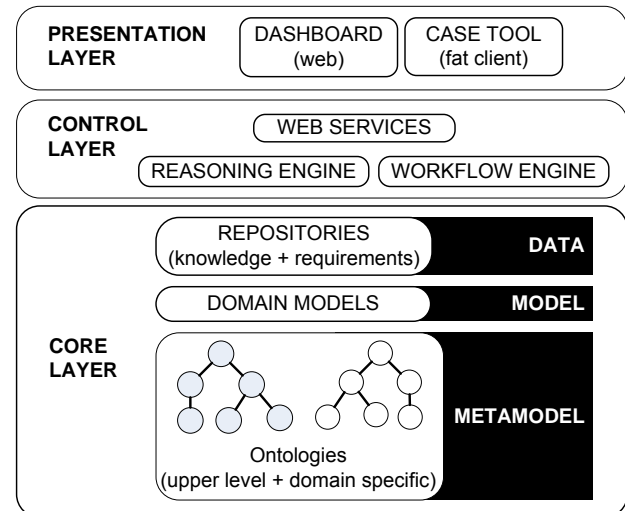 PRESENTATION
LAYER
DASHBOARD
(web)
CASE TOOL
(fat client)
CONTROL
LAYER
WEB SERVICES
REASONING ENGINE
WORKFLOW ENGINE
CORE
LAYER
REPOSITORIES
(knowledge + requirements)
DATA
DOMAIN MODELS
MODEL
Ontologies
(upper level + domain specific)
METAMODEL